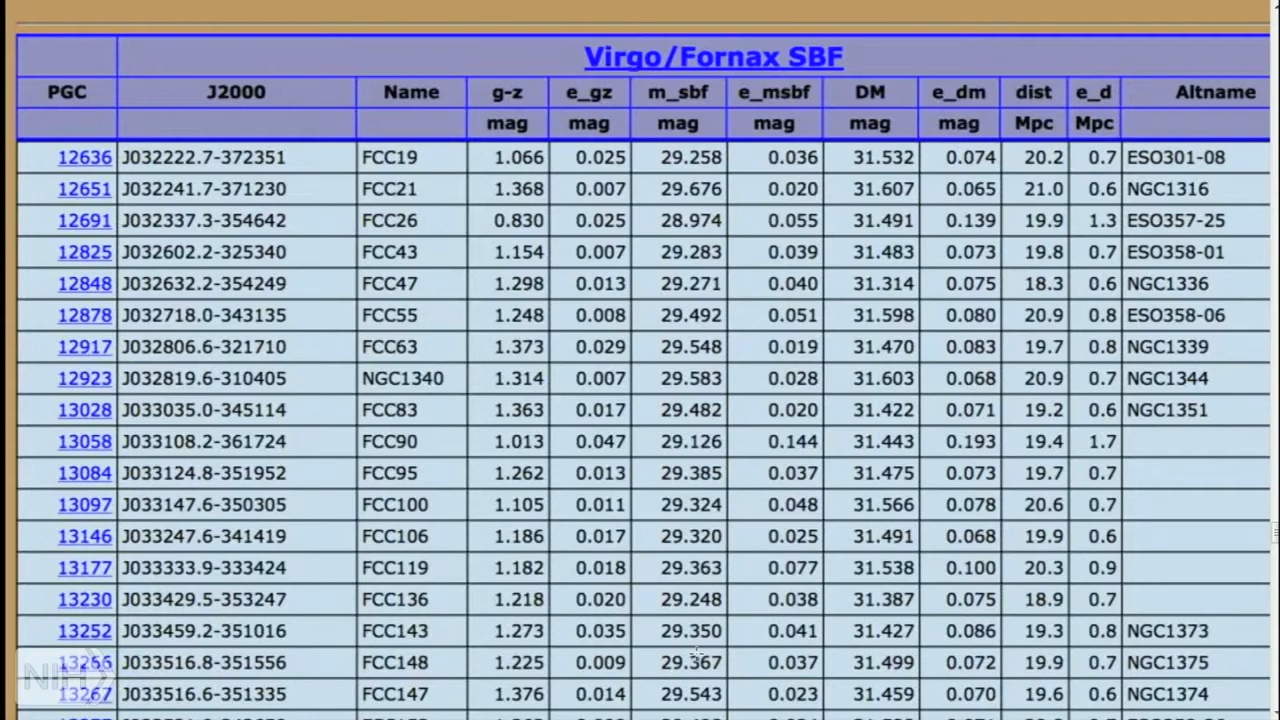 Virgo/Fornax SBF
PGC J2000 Name g-z e_gz m_sbf e_msbf DM e_dm dist e_d Altname
mag mag mag mag mag mag Mpc Mpc
12636 J032222.7-372351 FCC19 1.066 0.025 29.258 0.036 31.532 0.074 20.2 0.7 ESO301-08
12651 J032241.7-371230 FCC21 1.368 0.007 29.676 0.020 31.607 0.065 21.0 0.6 NGC1316
12691 J032337.3-354642 FCC26 0.830 0.025 28.974 0.055 31.491 0.139 19.9 1.3 ESO357-25
12825 J032602.2-325340 FCC43 1.154 0.007 29.283 0.039 31.483 0.073 19.8 0.7 ESO358-01
12848 J032632.2-354249 FCC47 1.298 0.013 29.271 0.040 31.314 0.075 18.3 0.6 NGC1336
12878 J032718.0-343135 FCC55 1.248 0.008 29.492 0.051 31.598 0.080 20.9 0.8 ESO358-06
12917 J032806.6-321710 FCC63 1.373 0.029 29.548 0.019 31.470 0.083 19.7 0.8 NGC1339
12923 J032819.6-310405 NGC1340 1.314 0.007 29.583 0.028 31.603 0.068 20.9 0.7 NGC1344
13028 J033035.0-345114 FCC83 1.363 0.017 29.482 0.020 31.422 0.071 19.2 0.6 NGC1351
13058 J033108.2-361724 FCC90 1.013 0.047 29.126 0.144 31.443 0.193 19.4 1.7
13084 J033124.8-351952 FCC95 1.262 0.013 29.385 0.037 31.475 0.073 19.7 0.7
13097 J033147.6-350305 FCC100 1.105 0.011 29.324 0.048 31.566 0.078 20.6 0.7
13146 J033247.6-341419 FCC106 1.186 0.017 29.320 0.025 31.491 0.068 19.9 0.6
13177 J033333.9-333424 FCC119 1.182 0.018 29.363 0.077 31.538 0.100 20.3 0.9
13230 J033429.5-353247 FCC136 1.218 0.020 29.248 0.038 31.387 0.075 18.9 0.7
13252 J033459.2-351016 FCC143 1.273 0.035 29.350 0.041 31.427 0.086 19.3 0.8 NGC1373
13266 J033516.8-351556 FCC148 1.225 0.009 29.367 0.037 31.499 0.072 19.9 0.7 NGC1375
13267 J033516.6-351335 FCC147 1.376 0.014 29.543 0.023 31.459 0.070 19.6 0.6 NGC1374
NIH